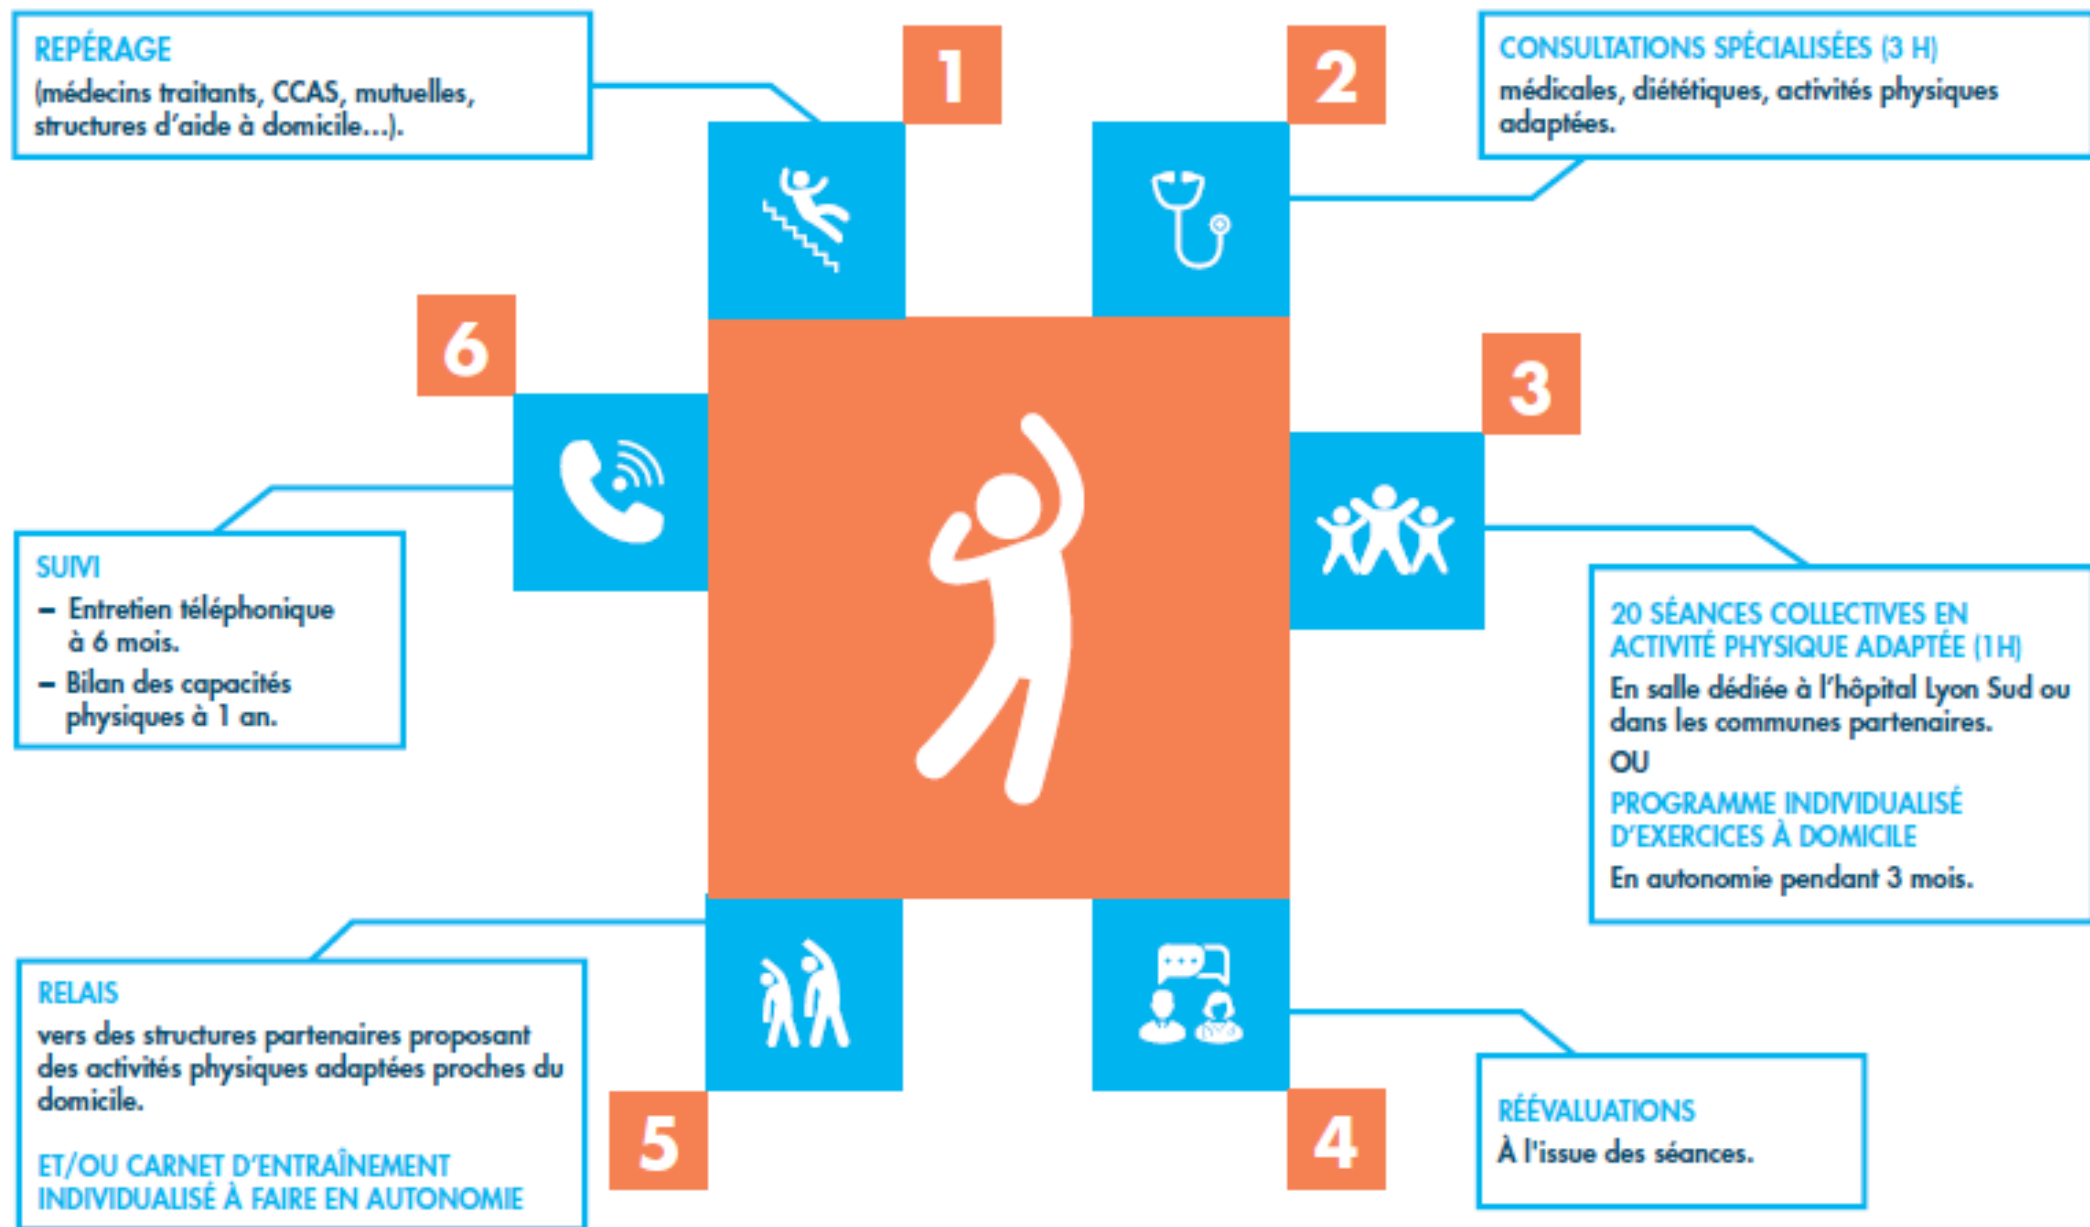 1
REPÉRAGE
(médecins traitants, CCAS, mutuelles,
structures d'aide à domicile...).
2
CONSULTATIONS SPÉCIALISÉES (3 H)
médicales, diététiques, activités physiques
adaptées.
3
20 SÉANCES COLLECTIVES EN
ACTIVITÉ PHYSIQUE ADAPTÉE (1H)
En salle dédiée à l'hôpital Lyon Sud ou
dans les communes partenaires.
OU
PROGRAMME INDIVIDUALISÉ
D'EXERCICES À DOMICILE
En autonomie pendant 3 mois.
4
RÉÉVALUATIONS
À l'issue des séances.
5
RELAIS
vers des structures partenaires proposant
des activités physiques adaptées proches du
domicile.
ET/OU CARNET D'ENTRAÎNEMENT
INDIVIDUALISÉ À FAIRE EN AUTONOMIE
6
SUIVI
– Entretien téléphonique
à 6 mois.
– Bilan des capacités
physiques à 1 an.